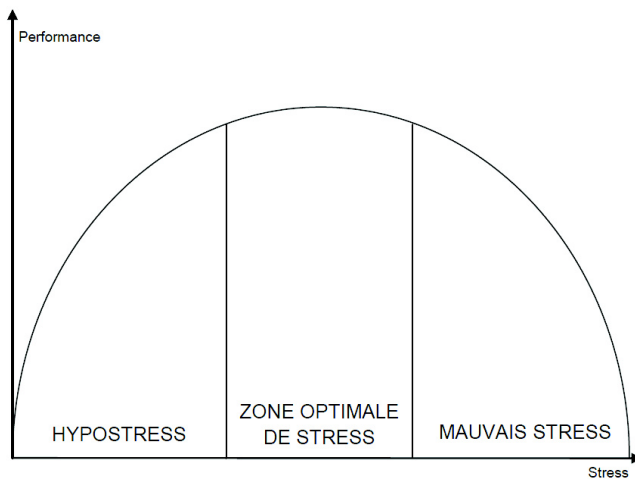 Performance
HYPOSTRESS
ZONE OPTIMALE
DE STRESS
MAUVAIS STRESS
Stress